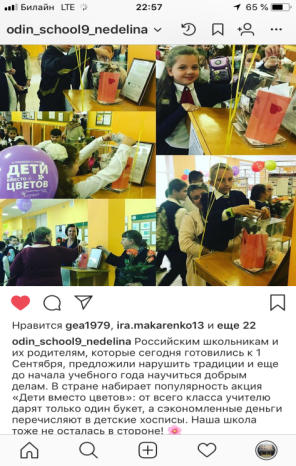 Билайн LTE 22:57 65 %
odin_school9_nedelina
ДЕТИ
ВМЕСТО
ЦВЕТОВ
Нравится gea1979, ira.makarenko13 и еще 22
odin_school9_nedelina Российским школьникам и
их родителям, которые сегодня готовились к 1
Сентября, предложили нарушить традиции и еще
до начала учебного года научиться добрым
делам. В стране набирает популярность акция
«Дети вместо цветов»: от всего класса учителю
дарят только один букет, а сэкономленные деньги
перечисляют в детские хосписы. Наша школа
тоже не осталась в стороне! 🌸